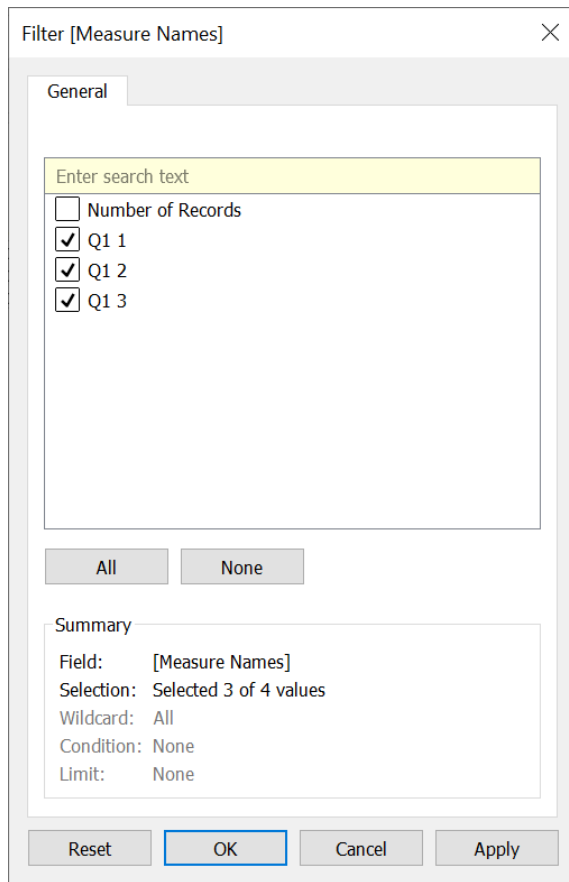 Filter [Measure Names]
General
Enter search text
Number of Records
Q1 1
Q1 2
Q1 3
All None
Summary
Field: [Measure Names]
Selection: Selected 3 of 4 values
Wildcard: All
Condition: None
Limit: None
Reset OK Cancel Apply